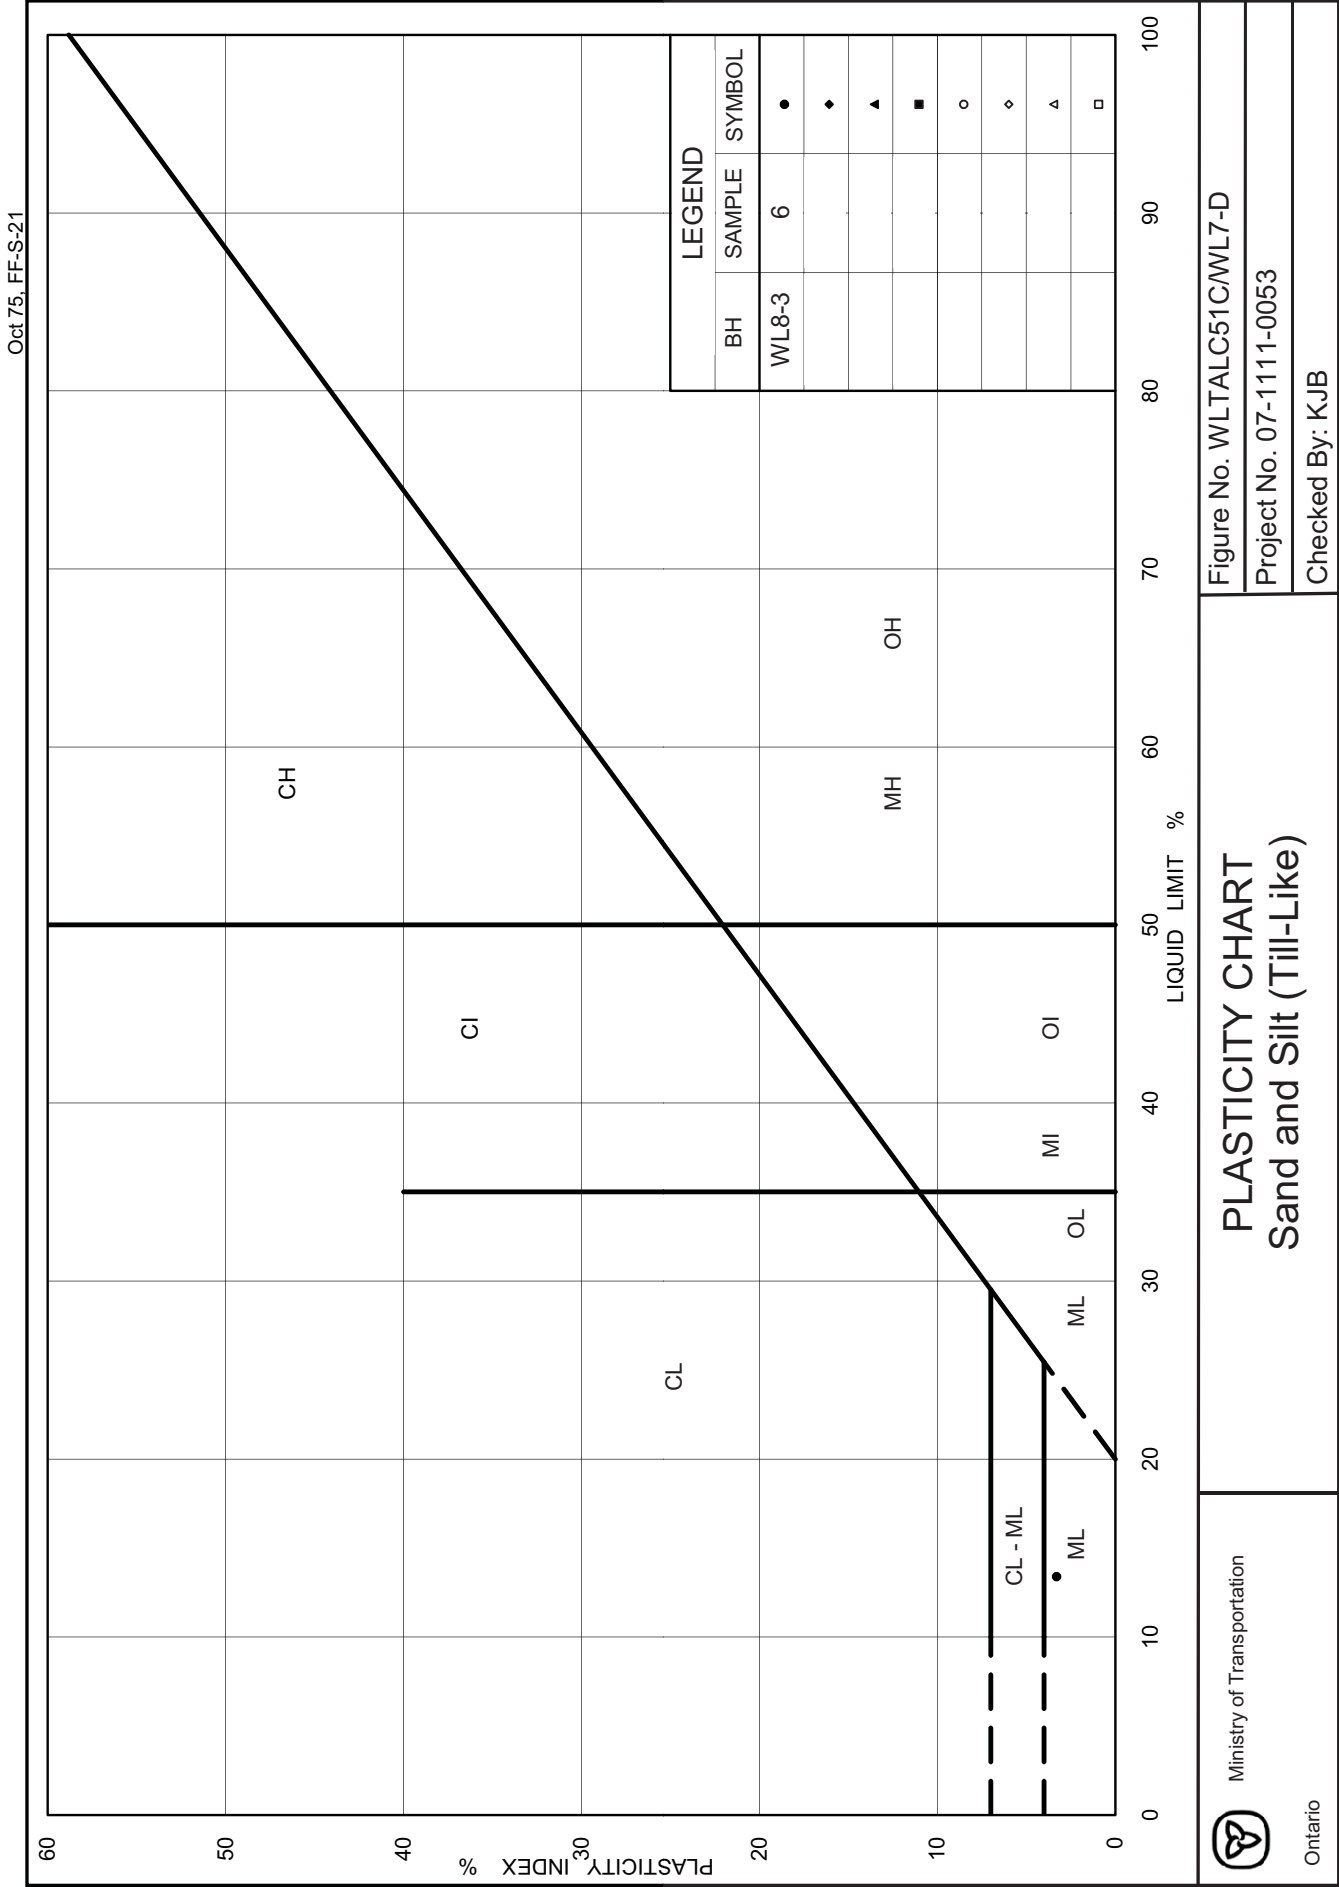 Oct 75, FF-S-21
60
50
40
30
20
10
0
PLASTICITY INDEX %
CH
CI
CL
CL - ML
ML
ML
OL
MI
OI
MH
OH
LEGEND
BH SAMPLE SYMBOL
WL8-3 6
0 10 20 30 40 50 60 70 80 90 100
LIQUID LIMIT %
Ministry of Transportation
Ontario
PLASTICITY CHART
Sand and Silt (Till-Like)
Figure No. WLTALC51C/WL7-D
Project No. 07-1111-0053
Checked By: KJB